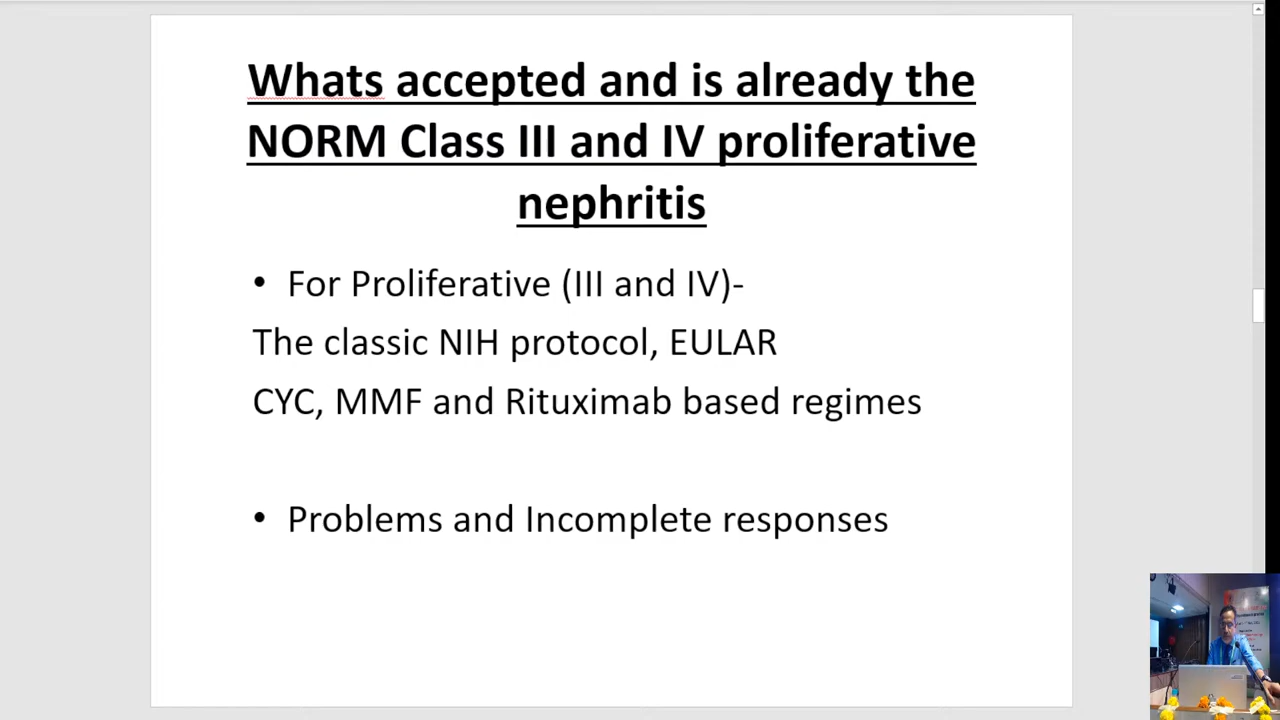 Whats accepted and is already the
NORM Class III and IV proliferative
nephritis
• For Proliferative (III and IV)-
The classic NIH protocol, EULAR
CYC, MMF and Rituximab based regimes
• Problems and Incomplete responses